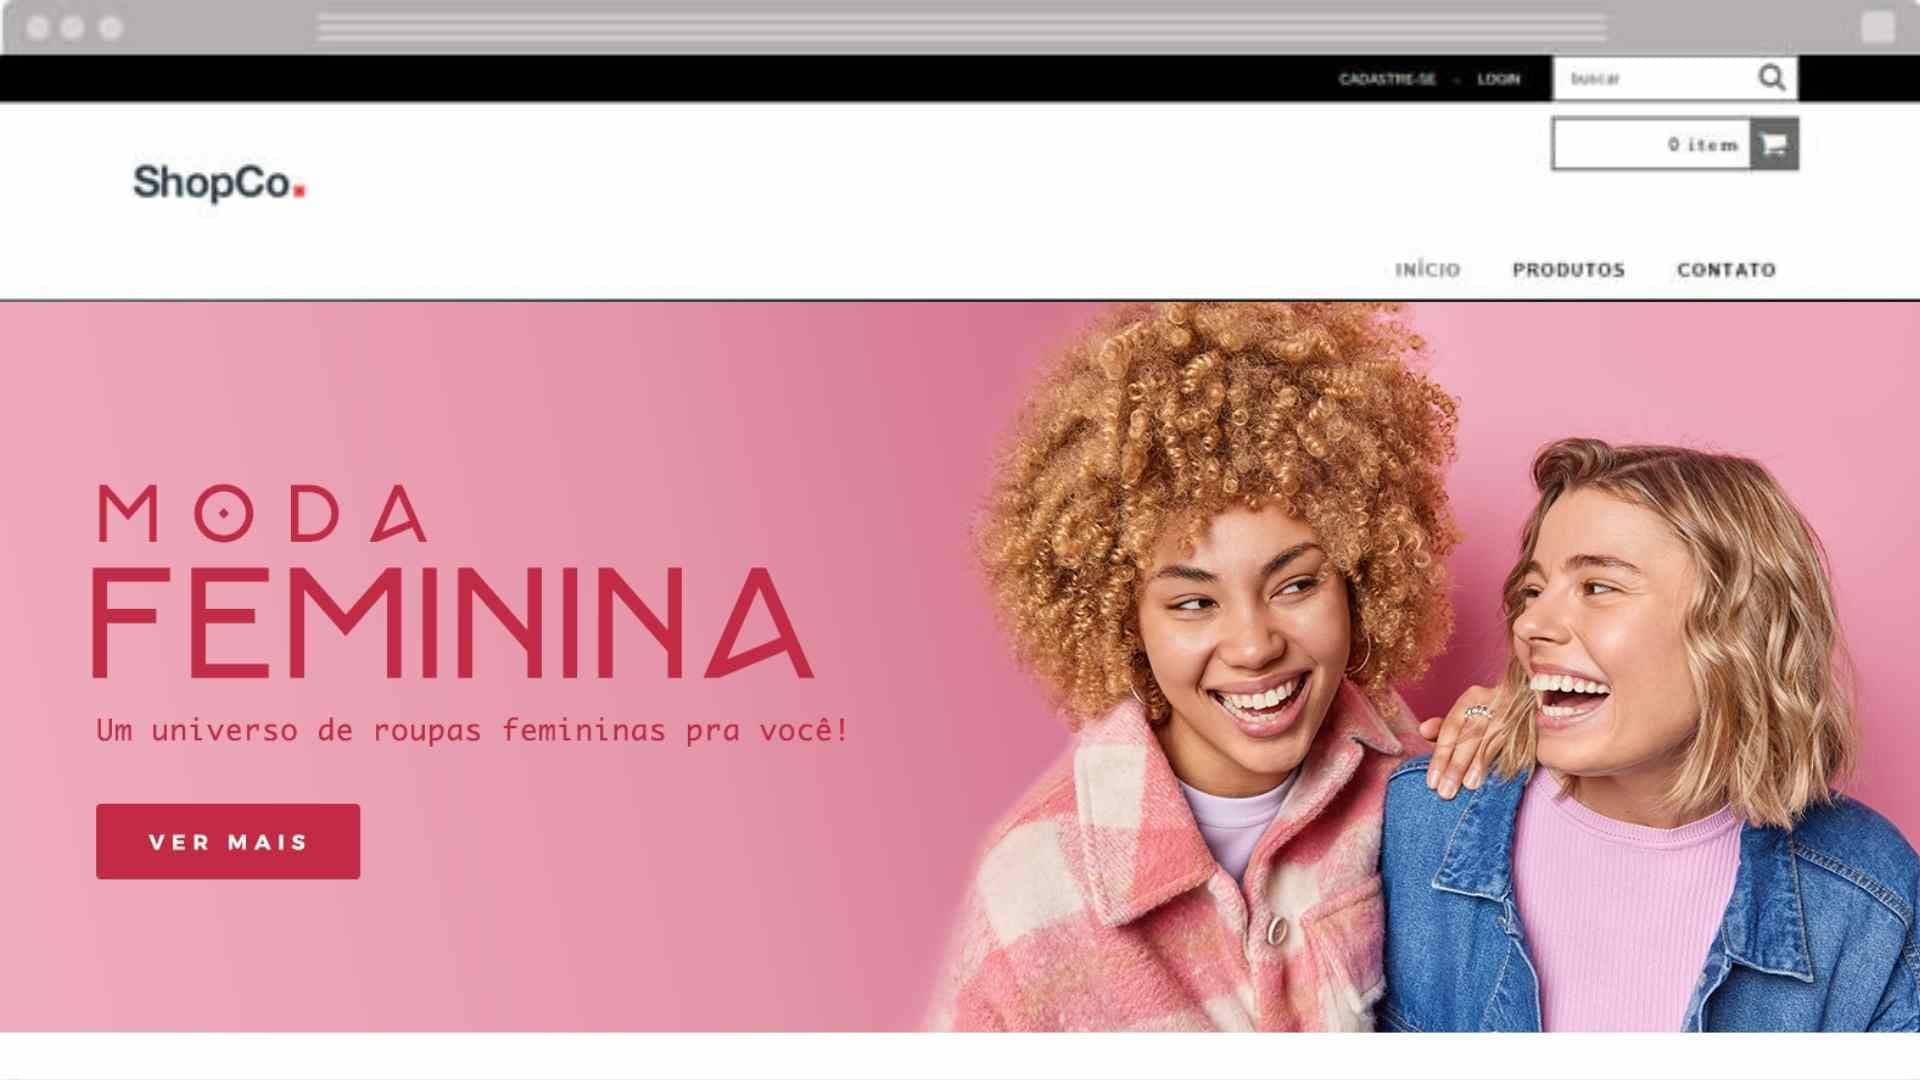 CADASTRE-SE - LOGIN
buscar
0 item
ShopCo.
INÍCIO PRODUTOS CONTATO
MODA
FEMININA
Um universo de roupas femininas pra você!
VER MAIS